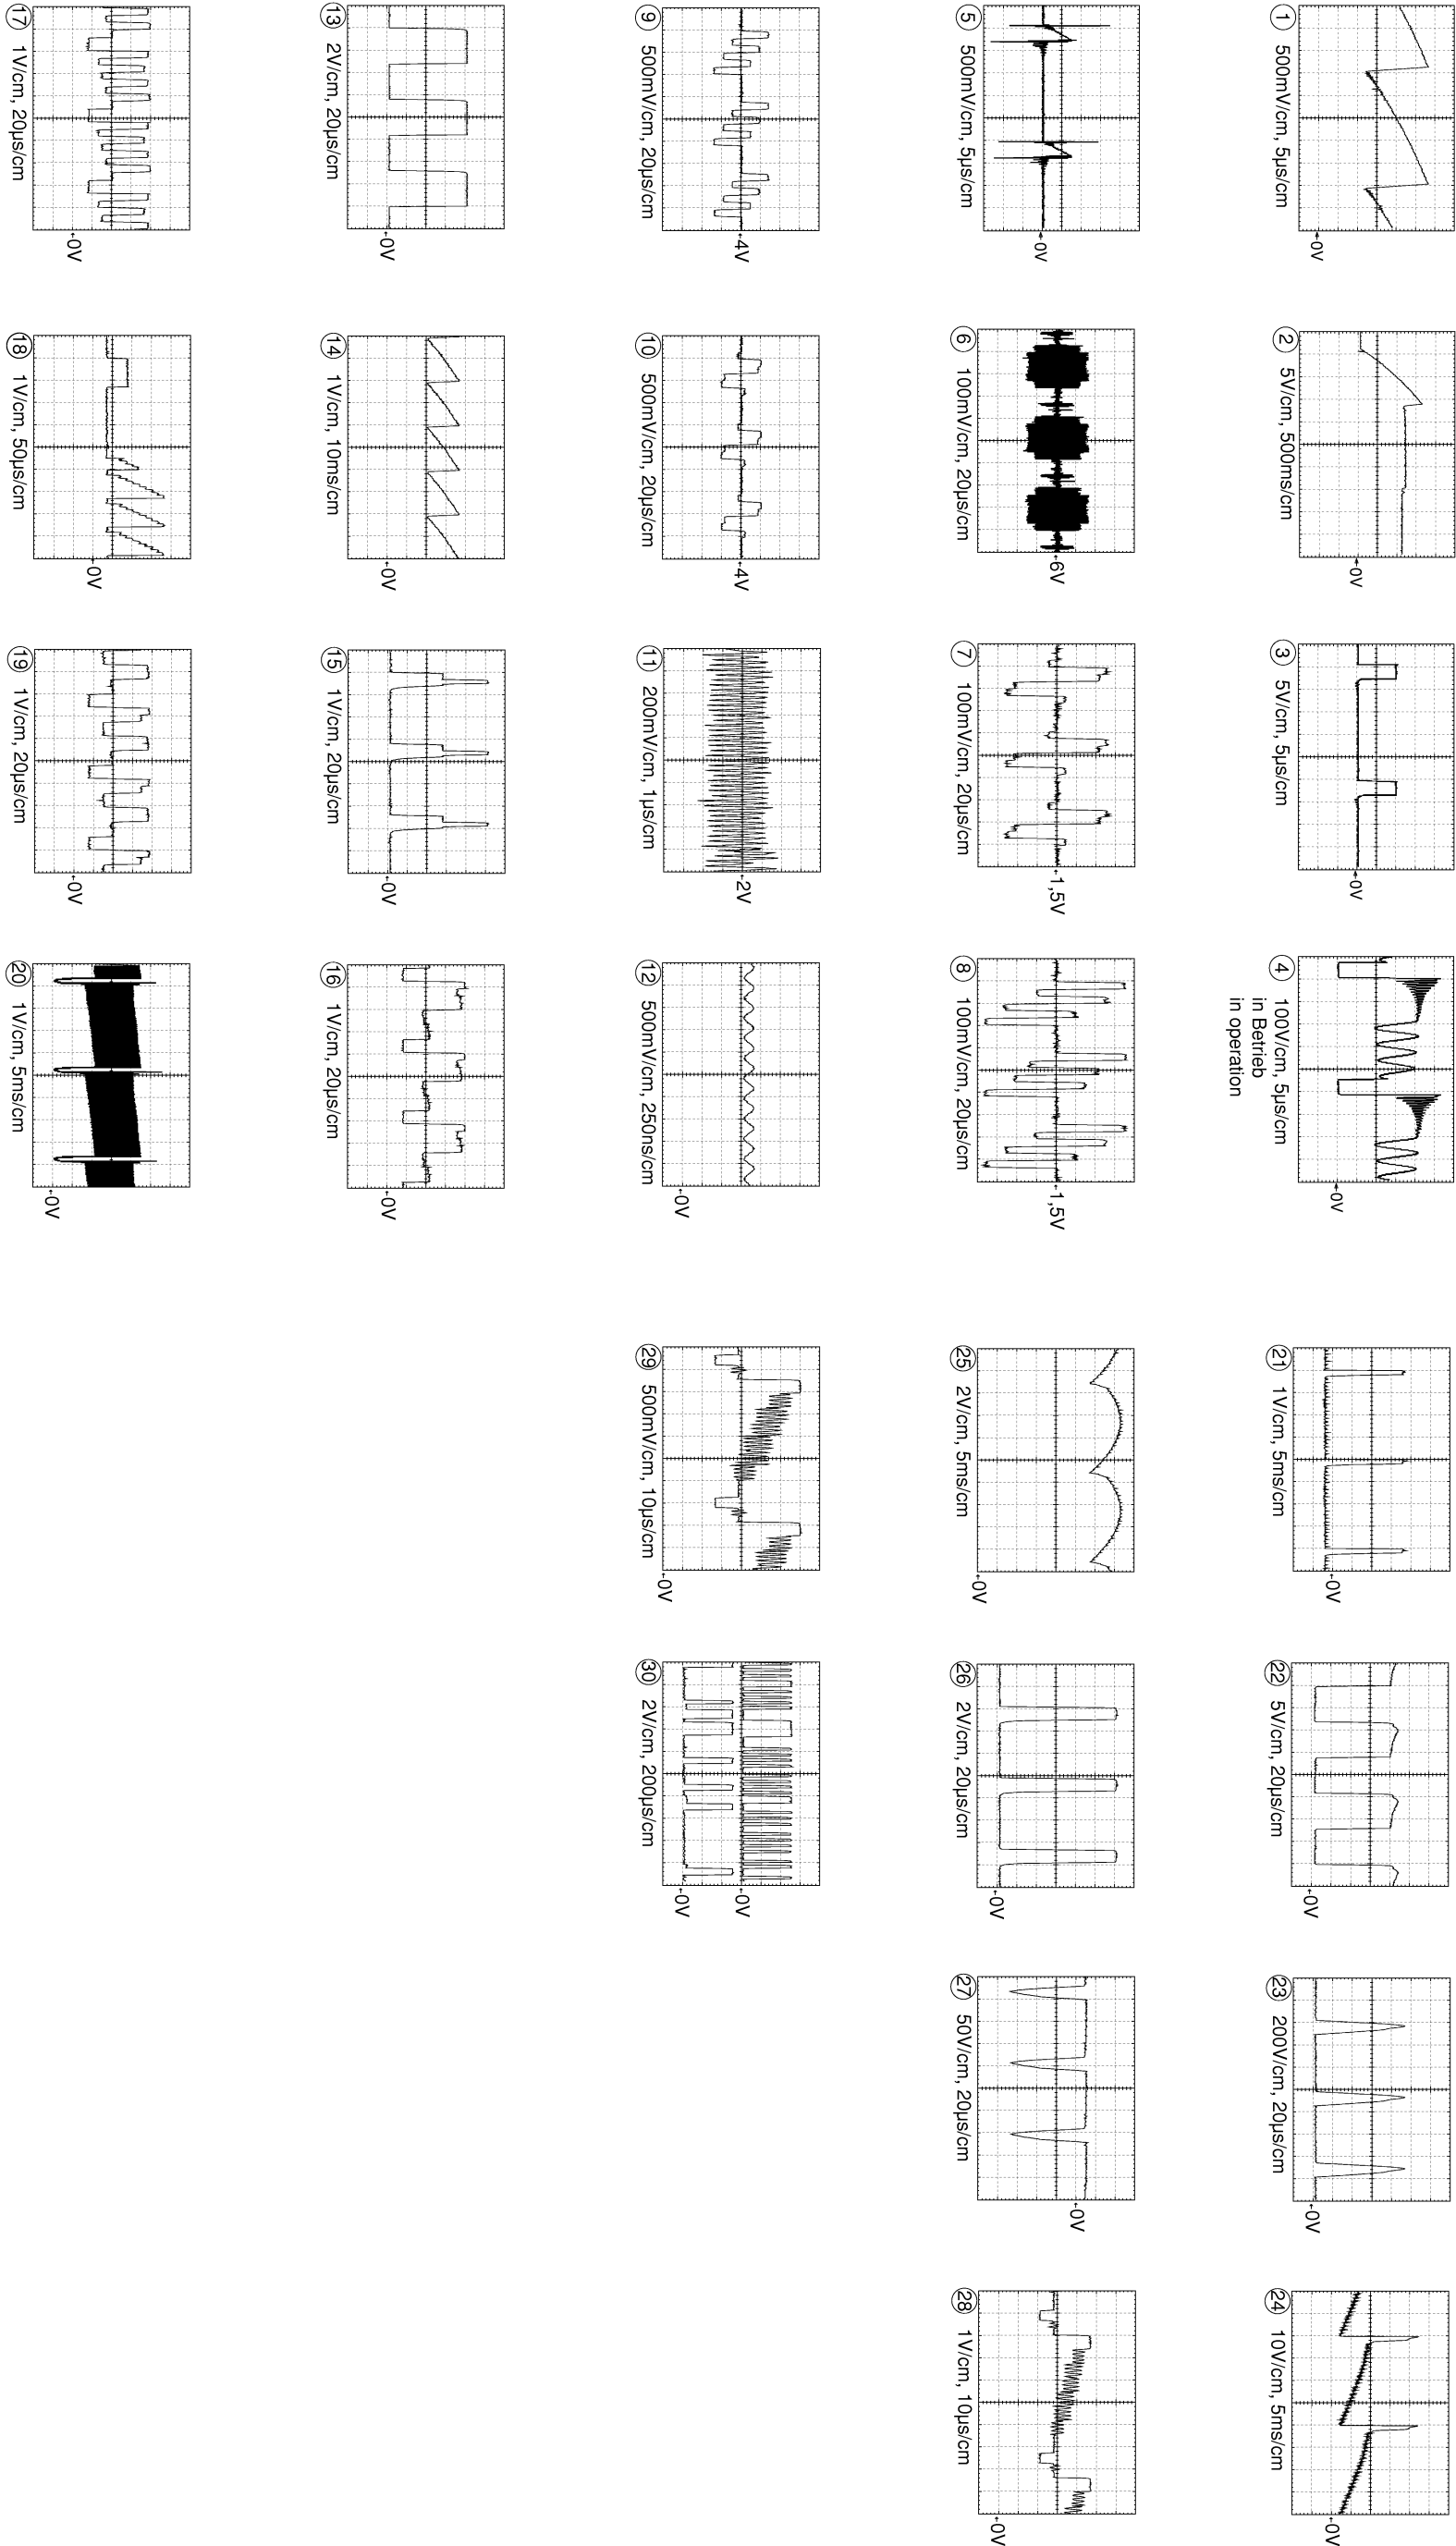 ① 500mV/cm, 5µs/cm
0V
② 5V/cm, 500ms/cm
0V
③ 5V/cm, 5µs/cm
0V
④ 100V/cm, 5µs/cm
in Betrieb
in operation
0V
㉑ 1V/cm, 5ms/cm
0V
㉒ 5V/cm, 20µs/cm
0V
㉓ 200V/cm, 20µs/cm
0V
㉔ 10V/cm, 5ms/cm
0V
⑤ 500mV/cm, 5µs/cm
0V
⑥ 100mV/cm, 20µs/cm
6V
⑦ 100mV/cm, 20µs/cm
1,5V
⑧ 100mV/cm, 20µs/cm
1,5V
㉕ 2V/cm, 5ms/cm
0V
㉖ 2V/cm, 20µs/cm
0V
㉗ 50V/cm, 20µs/cm
0V
㉘ 1V/cm, 10µs/cm
0V
⑨ 500mV/cm, 20µs/cm
4V
⑩ 500mV/cm, 20µs/cm
4V
⑪ 200mV/cm, 1µs/cm
2V
⑫ 500mV/cm, 250ns/cm
0V
㉙ 500mV/cm, 10µs/cm
0V
㉚ 2V/cm, 200µs/cm
0V
0V
⑬ 2V/cm, 20µs/cm
0V
⑭ 1V/cm, 10ms/cm
0V
⑮ 1V/cm, 20µs/cm
0V
⑯ 1V/cm, 20µs/cm
0V
⑰ 1V/cm, 20µs/cm
0V
⑱ 1V/cm, 50µs/cm
0V
⑲ 1V/cm, 20µs/cm
0V
⑳ 1V/cm, 5ms/cm
0V